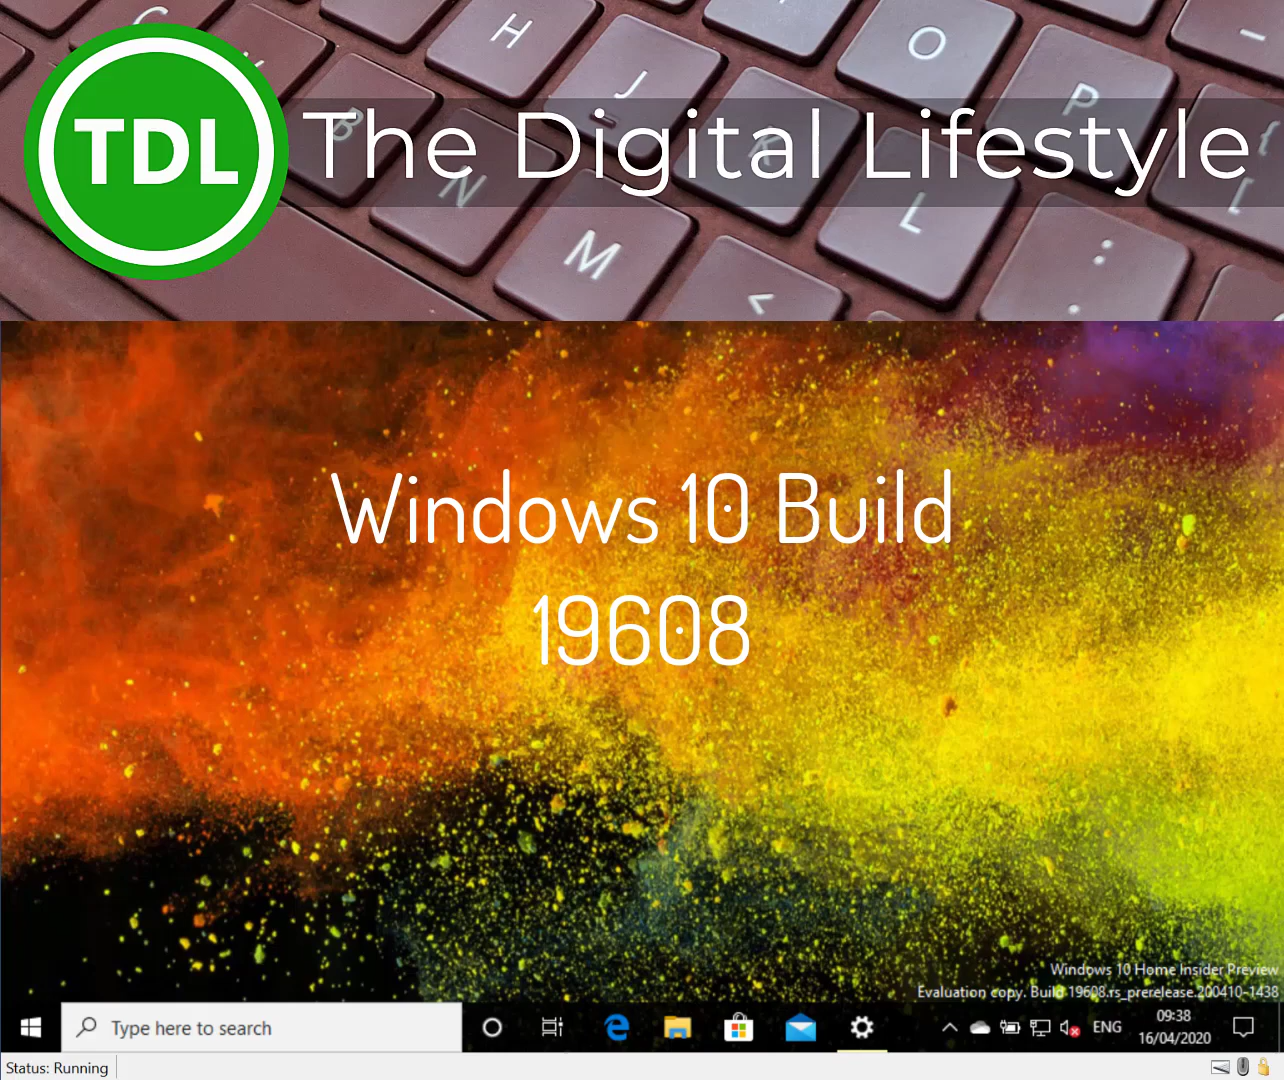 TDL
The Digital Lifestyle
H
J
O
P
B
N
M
L
K
<
:
{
[
-
Windows 10 Build
19608
Windows 10 Home Insider Preview
Evaluation copy. Build 19608.rs_prerelease.200410-1438
Type here to search
ENG
09:38
16/04/2020
Status: Running